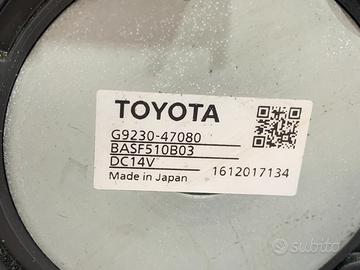 TOYOTA
G9230-47080
BASF510B03
DC14V
Made in Japan 1612017134
subito